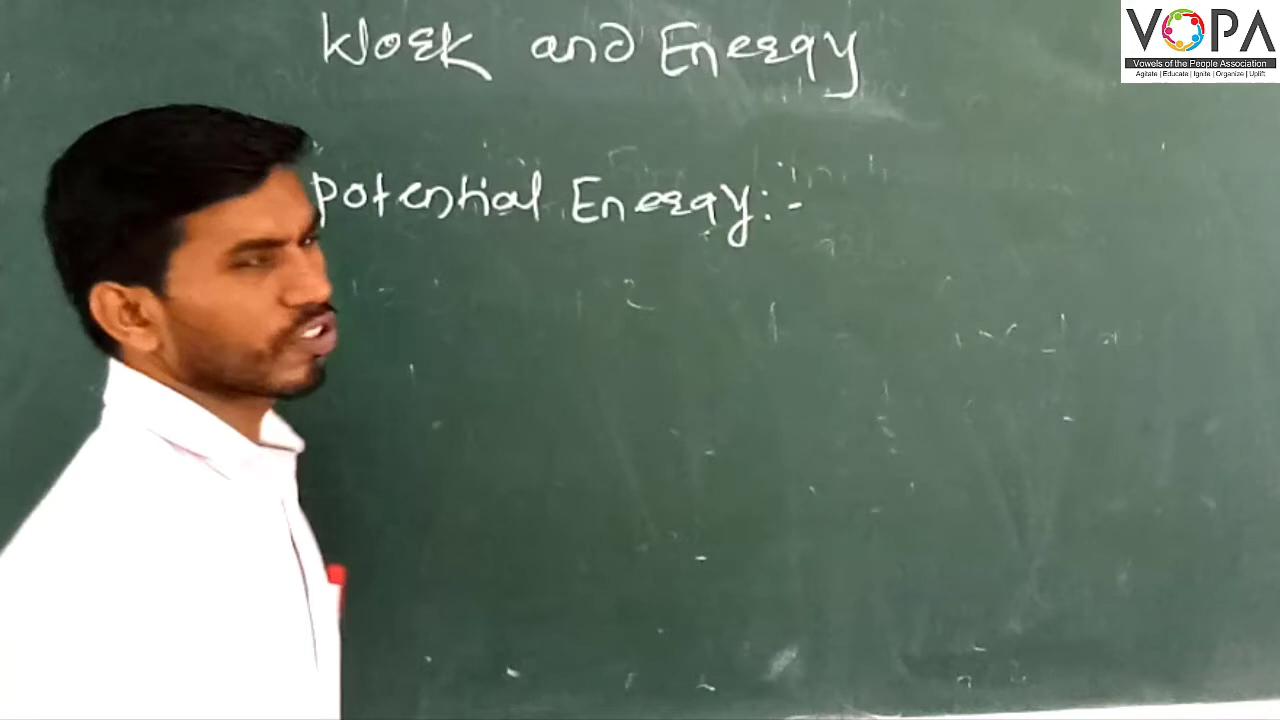 Work and Energy
Potential Energy:-
VOPA
Vowels of the People Association
Agitate | Educate | Ignite | Organize | Uplift